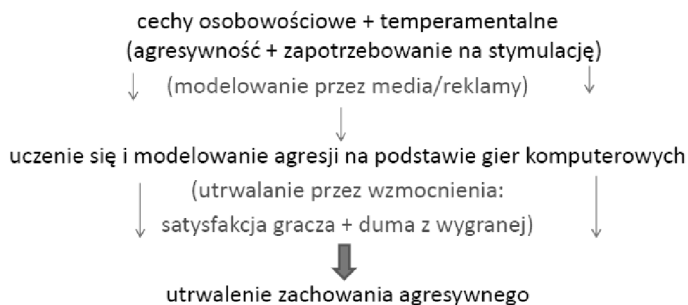 cechy osobowościowe + temperamentalne
(agresywność + zapotrzebowanie na stymulację)
(modelowanie przez media/reklamy)
uczenie się i modelowanie agresji na podstawie gier komputerowych
(utrwalanie przez wzmocnienia:
satysfakcja gracza + duma z wygranej)
utrwalenie zachowania agresywnego